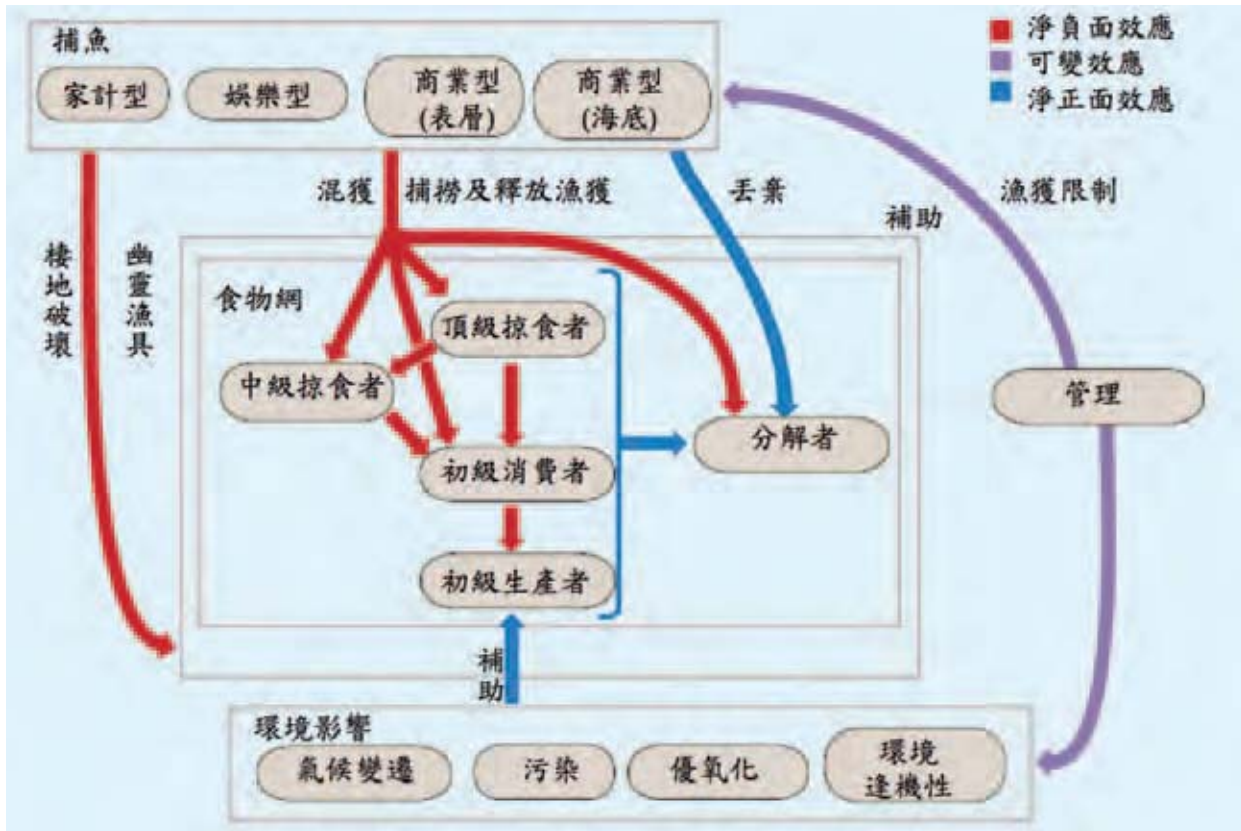 捕魚
家計型
娛樂型
商業型
(表層)
商業型
(海底)
淨負面效應
可變效應
淨正面效應
混獲
捕撈及釋放漁獲
丟棄
補助
漁獲限制
棲地破壞
幽靈漁具
食物網
頂級掠食者
中級掠食者
初級消費者
初級生產者
分解者
管理
補助
環境影響
氣候變遷
污染
優氧化
環境
逢機性